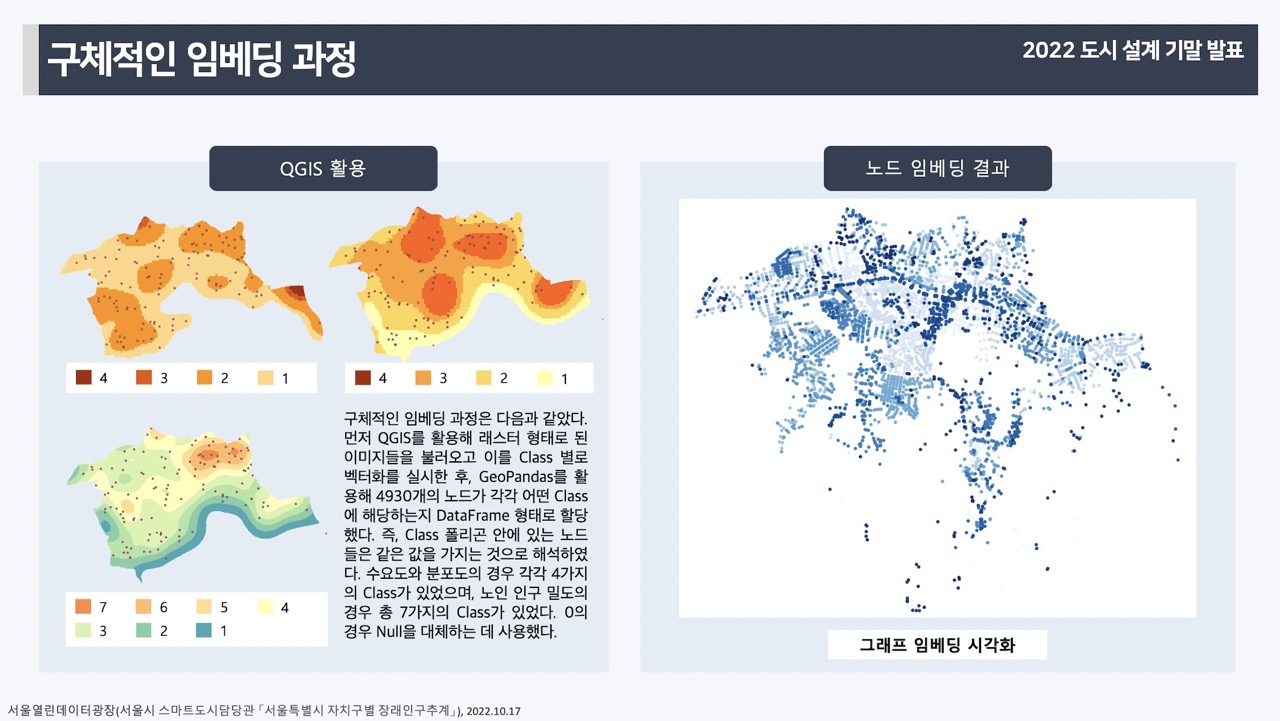 구체적인 임베딩 과정
2022 도시 설계 기말 발표
QGIS 활용
4 3 2 1
4 3 2 1
7 6 5 4
3 2 1
구체적인 임베딩 과정은 다음과 같았다.
먼저 QGIS를 활용해 래스터 형태로 된
이미지들을 불러오고 이를 Class 별로
벡터화를 실시한 후, GeoPandas를 활
용해 4930개의 노드가 각각 어떤 Class
에 해당하는지 DataFrame 형태로 할당
했다. 즉, Class 폴리곤 안에 있는 노드
들은 같은 값을 가지는 것으로 해석하였
다. 수요도와 분포도의 경우 각각 4가지
의 Class가 있었으며, 노인 인구 밀도의
경우 총 7가지의 Class가 있었다. 0의
경우 Null을 대체하는 데 사용했다.
노드 임베딩 결과
그래프 임베딩 시각화
서울열린데이터광장(서울시 스마트도시담당관 「서울특별시 자치구별 장래인구추계」), 2022.10.17